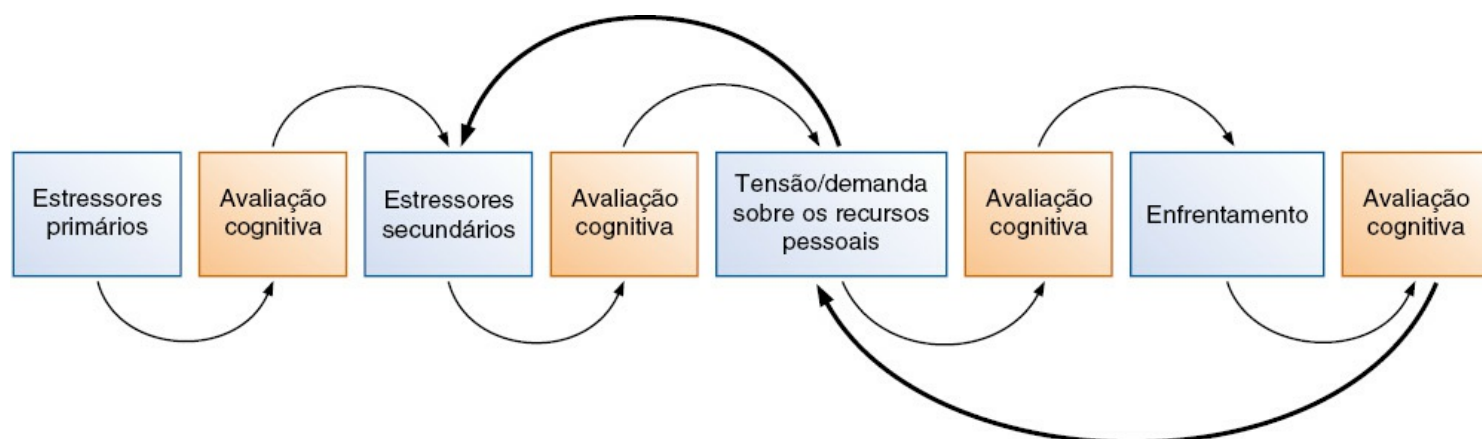 Estressores
primários
Avaliação
cognitiva
Estressores
secundários
Avaliação
cognitiva
Tensão/demanda
sobre os recursos
pessoais
Avaliação
cognitiva
Enfrentamento
Avaliação
cognitiva